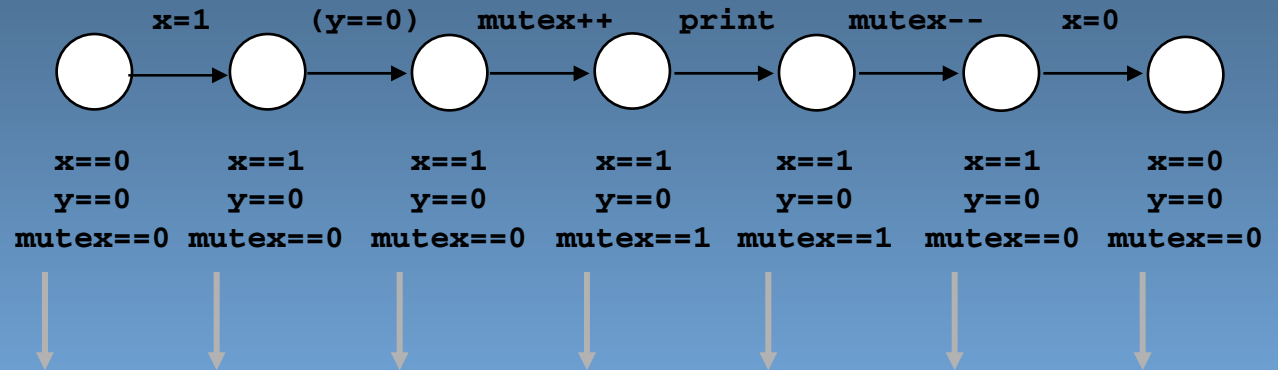 x=1 (y==0) mutex++ print mutex-- x=0
x==0 x==1 x==1 x==1 x==1 x==1 x==0
y==0 y==0 y==0 y==0 y==0 y==0 y==0
mutex==0 mutex==0 mutex==0 mutex==1 mutex==1 mutex==0 mutex==0